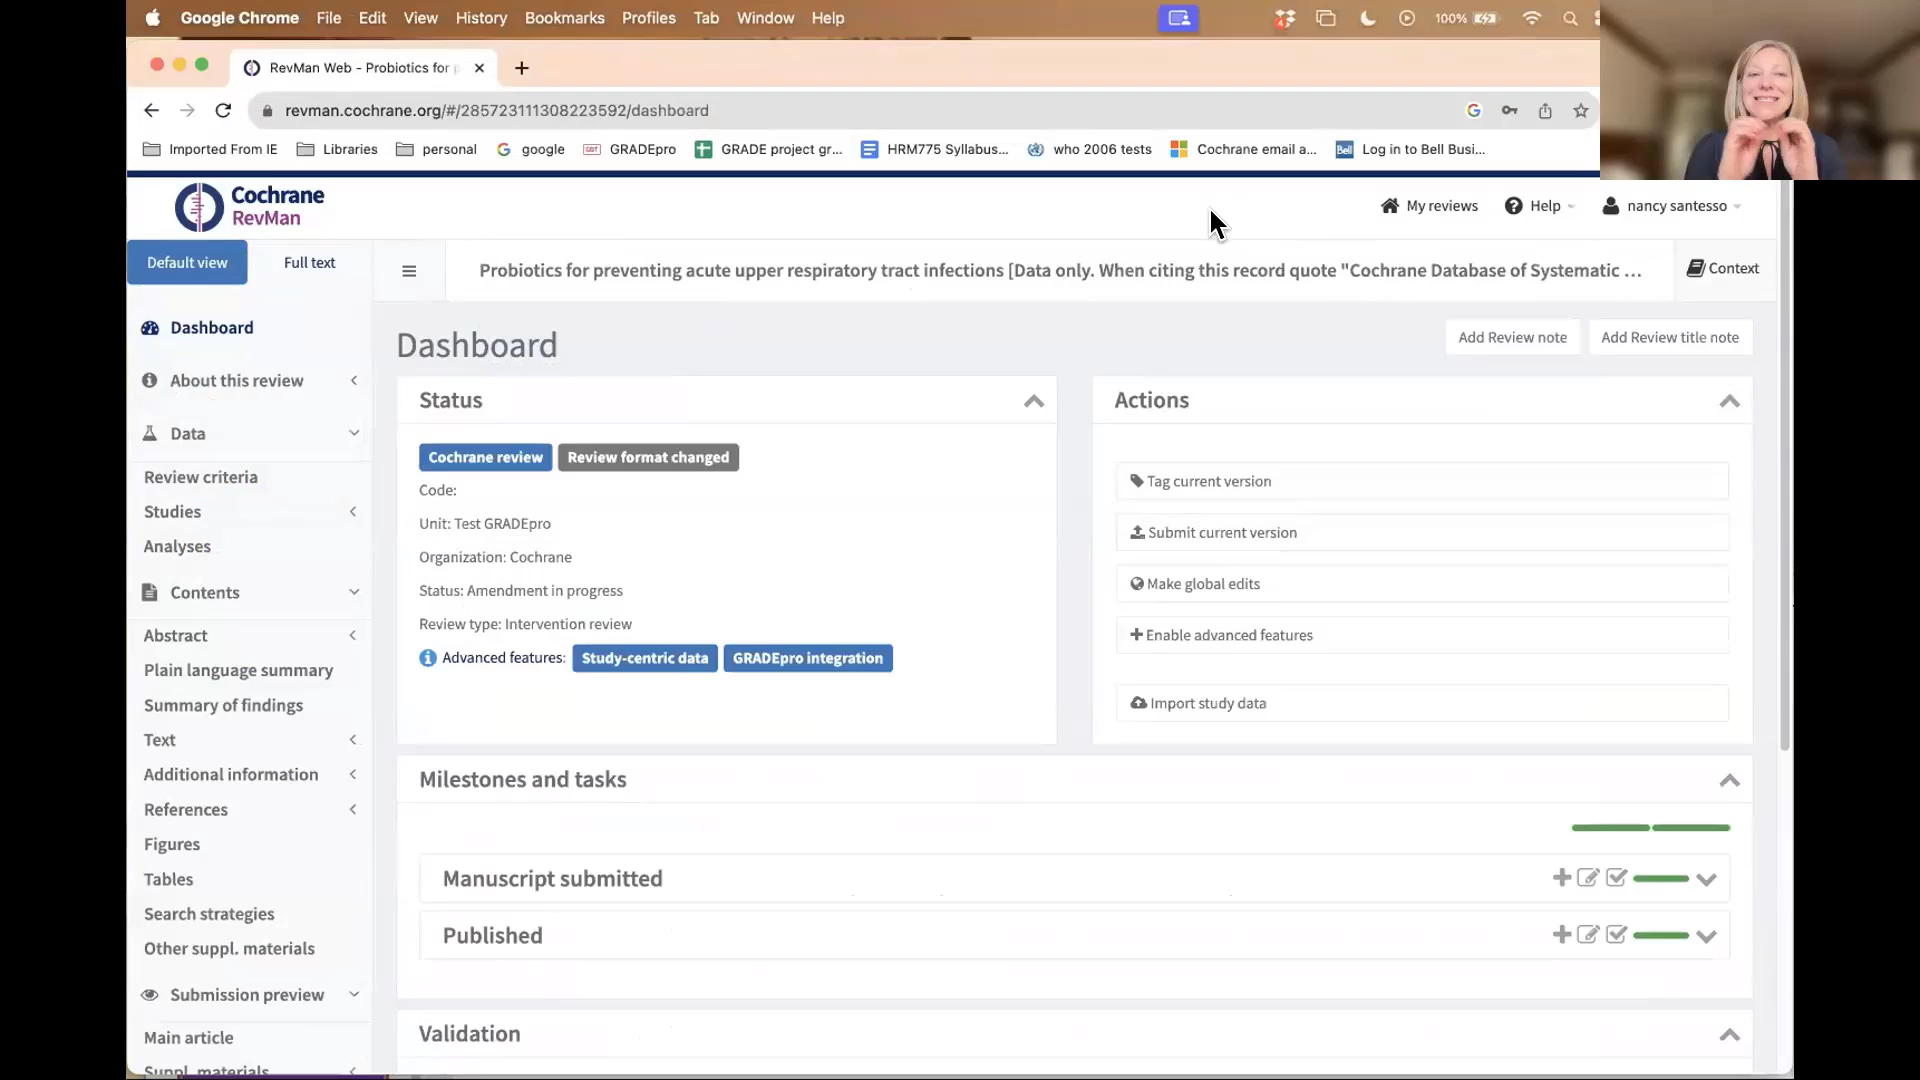 Google Chrome File Edit View History Bookmarks Profiles Tab Window Help 4 100%
RevMan Web - Probiotics for
revman.cochrane.org/#/285723111308223592/dashboard
Imported From IE Libraries personal google GDT GRADEpro GRADE project gr... HRM775 Syllabus... who 2006 tests Cochrane email a... Bell Log in to Bell Busi...
Cochrane
RevMan
My reviews Help nancy santesso
Default view Full text
Probiotics for preventing acute upper respiratory tract infections [Data only. When citing this record quote "Cochrane Database of Systematic ...
Context
Dashboard
About this review
Data
Review criteria
Studies
Analyses
Contents
Abstract
Plain language summary
Summary of findings
Text
Additional information
References
Figures
Tables
Search strategies
Other suppl. materials
Submission preview
Main article
Suppl. materials
Dashboard
Add Review note Add Review title note
Status
Cochrane review Review format changed
Code:
Unit: Test GRADEpro
Organization: Cochrane
Status: Amendment in progress
Review type: Intervention review
Advanced features: Study-centric data GRADEpro integration
Actions
Tag current version
Submit current version
Make global edits
Enable advanced features
Import study data
Milestones and tasks
Manuscript submitted
Published
Validation